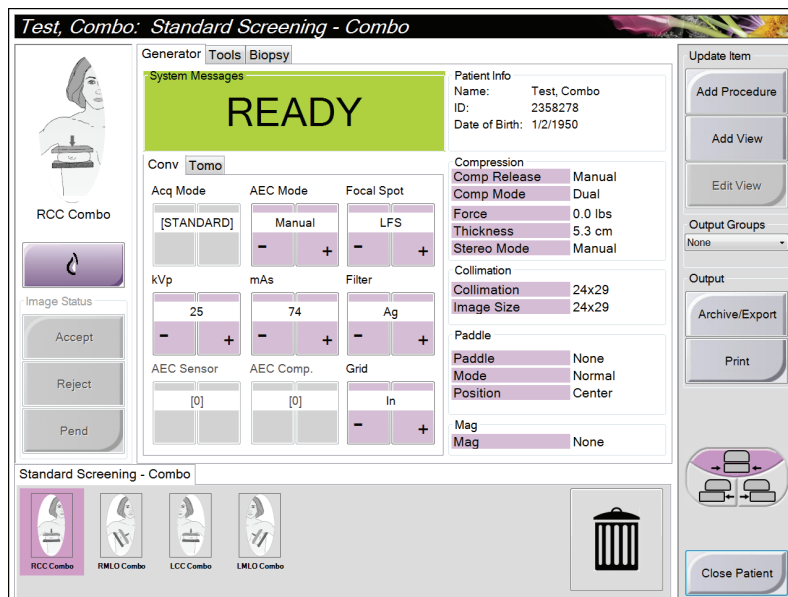 Test, Combo: Standard Screening - Combo
RCC Combo
Image Status
Accept
Reject
Pend
Generator Tools Biopsy
System Messages
READY
Patient Info
Name: Test, Combo
ID: 2358278
Date of Birth: 1/2/1950
Conv Tomo
Acq Mode AEC Mode Focal Spot
[STANDARD] Manual LFS
- + - +
kVp mAs Filter
25 74 Ag
- + - + - +
AEC Sensor AEC Comp. Grid
[0] [0] In
- +
Compression
Comp Release Manual
Comp Mode Dual
Force 0.0 lbs
Thickness 5.3 cm
Stereo Mode Manual
Collimation
Collimation 24x29
Image Size 24x29
Paddle
Paddle None
Mode Normal
Position Center
Mag
Mag None
Update Item
Add Procedure
Add View
Edit View
Output Groups
None
Output
Archive/Export
Print
Standard Screening - Combo
RCC Combo RMLO Combo LCC Combo LMLO Combo
Close Patient